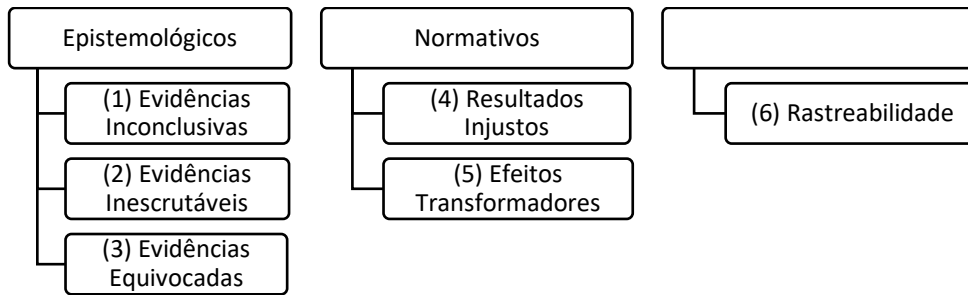 Epistemológicos
(1) Evidências
Inconclusivas
(2) Evidências
Inescrutáveis
(3) Evidências
Equivocadas
Normativos
(4) Resultados
Injustos
(5) Efeitos
Transformadores
(6) Rastreabilidade